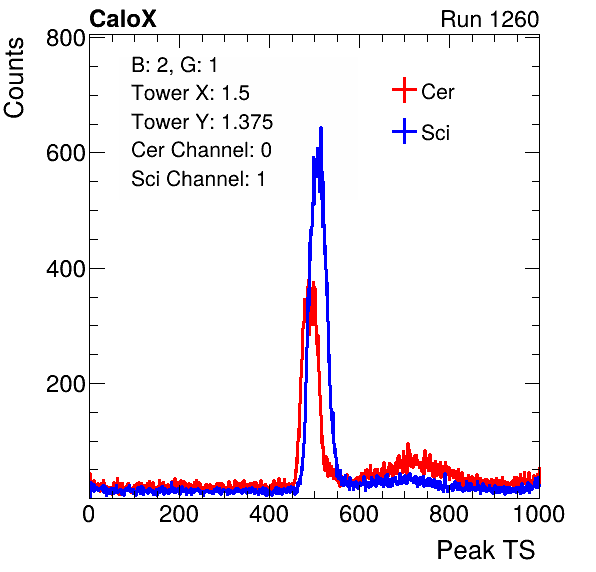 CaloX Run 1260
Counts
800
600
400
200
B: 2, G: 1
Tower X: 1.5
Tower Y: 1.375
Cer Channel: 0
Sci Channel: 1
Cer
Sci
0 200 400 600 800 1000
Peak TS